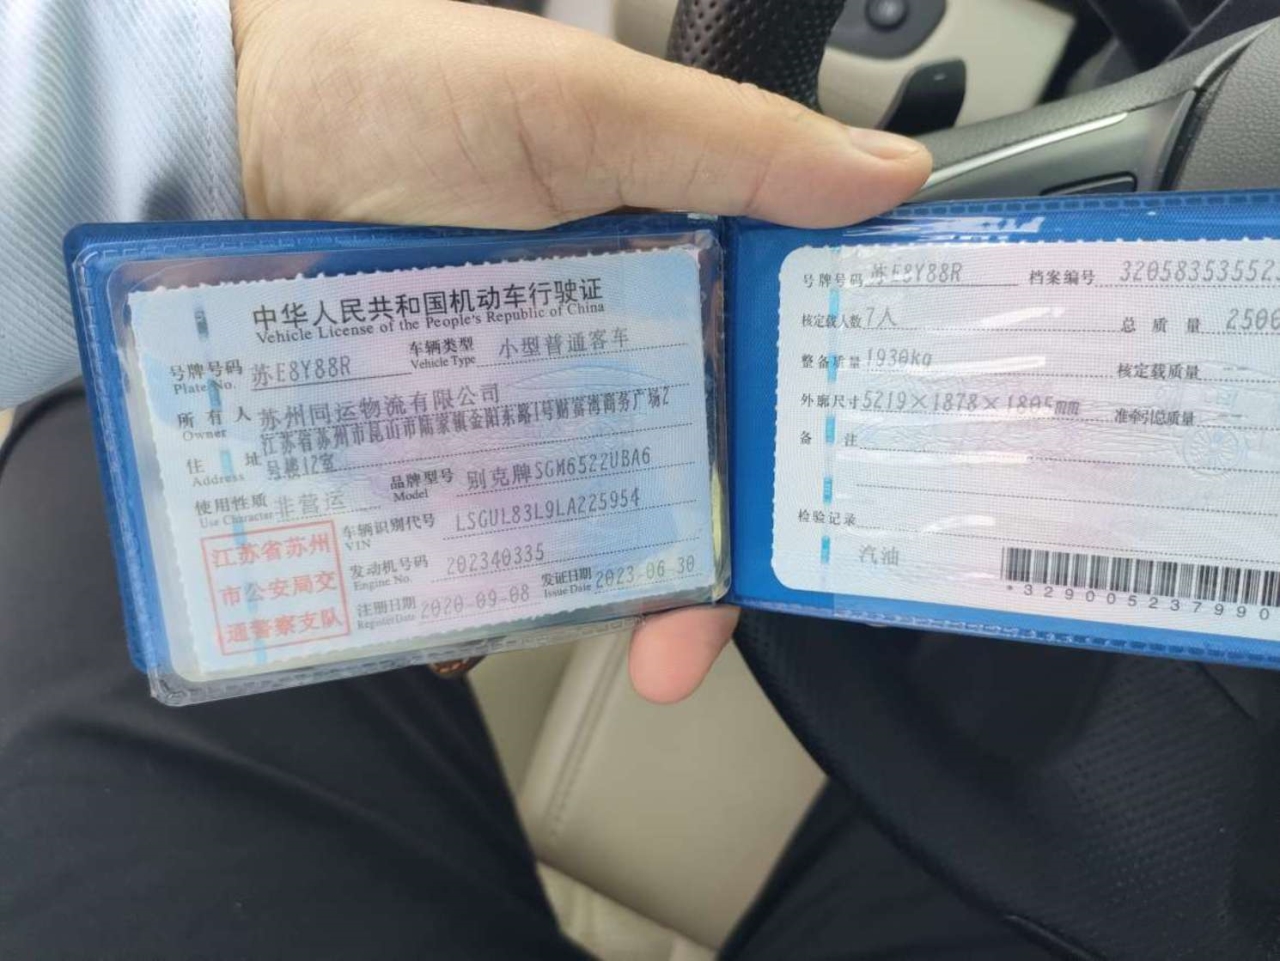 中华人民共和国机动车行驶证
Vehicle License of the People's Republic of China
号牌号码 苏E8Y88R 车辆类型 小型普通客车
Plate No. Vehicle Type
所有人 苏州同运物流有限公司
Owner
住址 江苏省苏州市昆山市陆家镇金阳东路1号财富湾商务广场2
Address 号楼12室
使用性质 非营运 品牌型号 别克牌SGM6522UBA6
Use Character Model
车辆识别代号 LSGUL83L9LA225954
VIN
发动机号码 202340335
Engine No.
注册日期 2020-09-08 发证日期 2023-06-30
Register Date Issue Date
江苏省苏州
市公安局交
通警察支队
号牌号码 苏E8Y88R 档案编号 32058353552
核定载人数 7人 总质量 250
整备质量 1930kg 核定载质量 --
外廓尺寸 5219×1878×1805mm 准牵引总质量 --
备注
检验记录
汽油
*329005237990